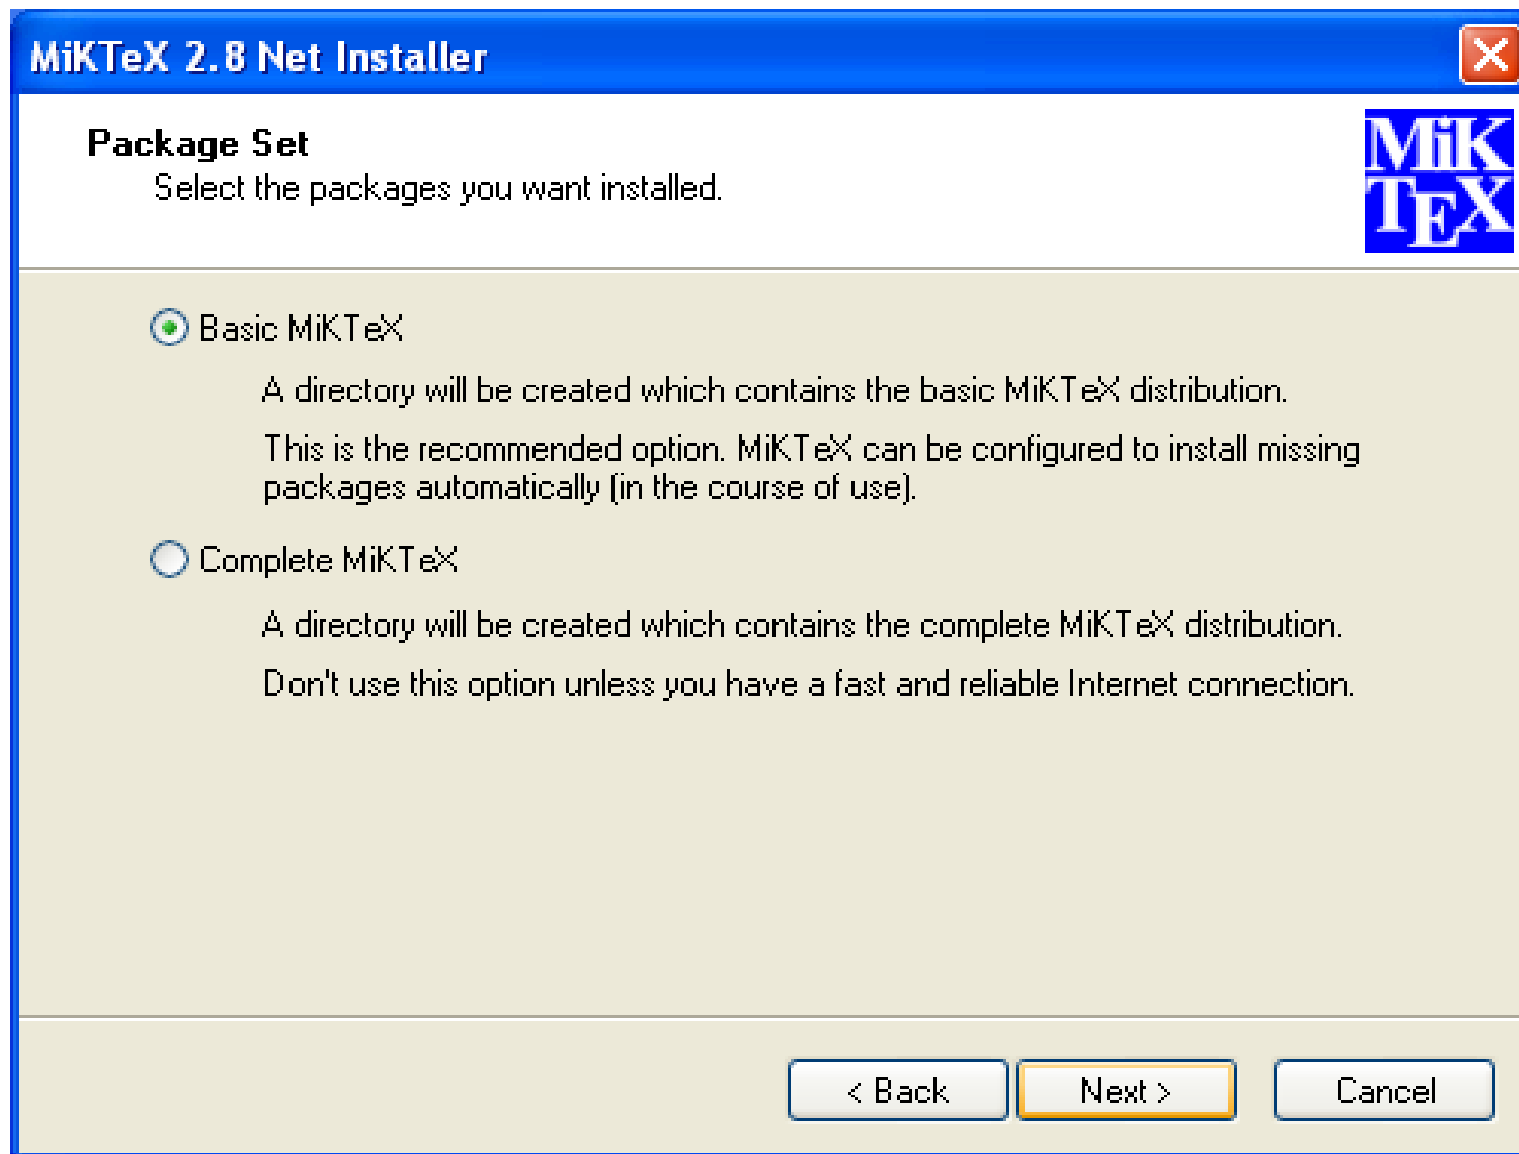 MiKTeX 2.8 Net Installer
Package Set
Select the packages you want installed.
MiK
TEX
Basic MiKTeX
A directory will be created which contains the basic MiKTeX distribution.
This is the recommended option. MiKTeX can be configured to install missing
packages automatically (in the course of use).
Complete MiKTeX
A directory will be created which contains the complete MiKTeX distribution.
Don't use this option unless you have a fast and reliable Internet connection.
< Back
Next >
Cancel